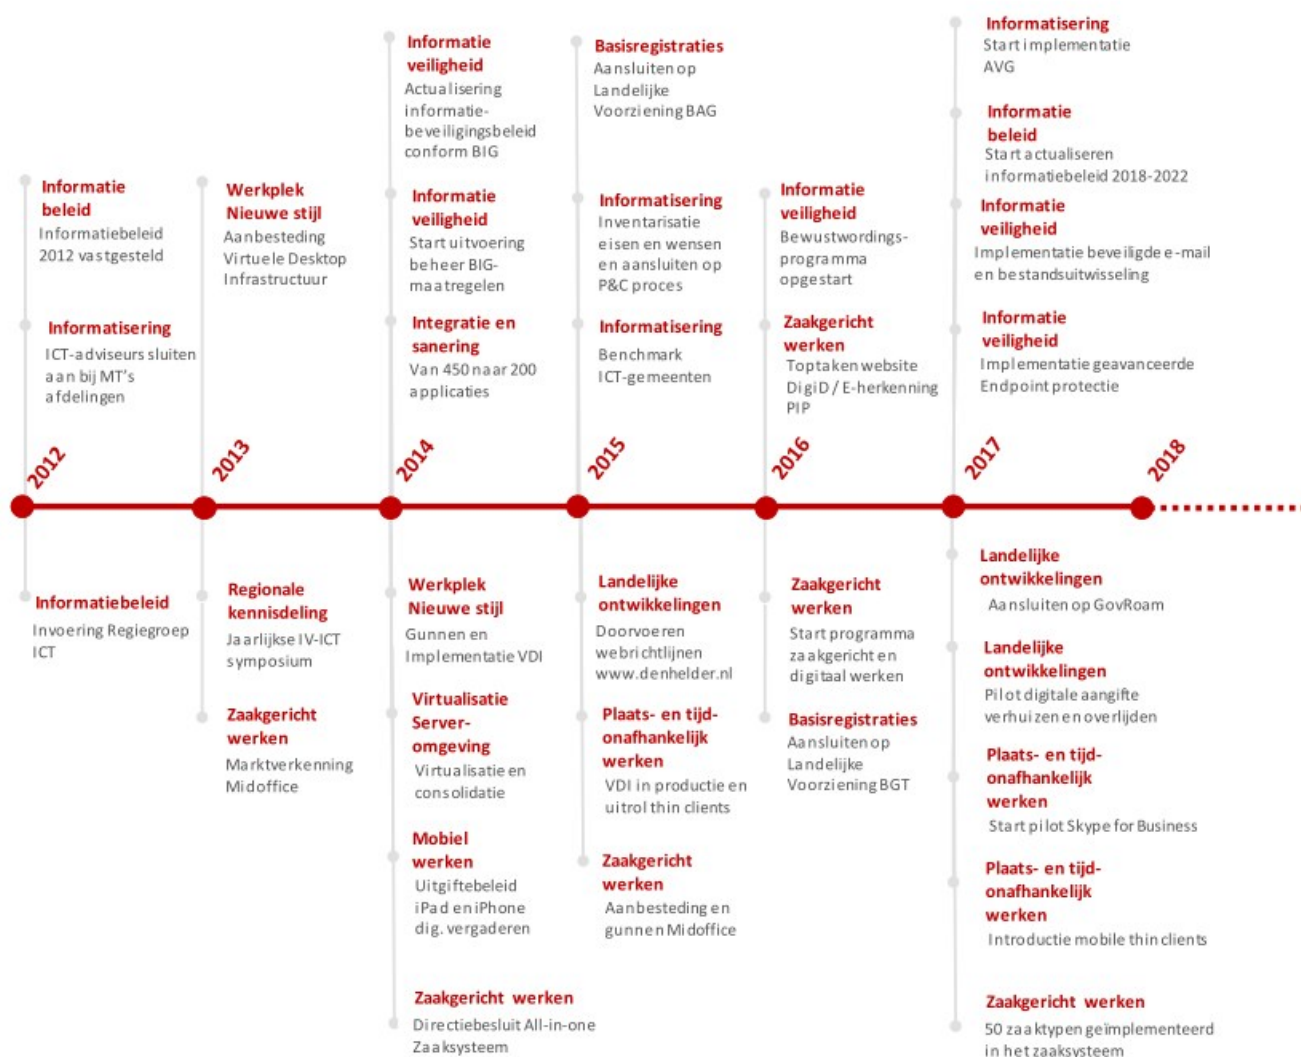 Informatie
beleid
Informatiebeleid
2012 vastgesteld
Informatisering
ICT-adviseurs sluiten
aan bij MT's
afdelingen
Werkplek
Nieuwe stijl
Aanbesteding
Virtuele Desktop
Infrastructuur
Informatie
veiligheid
Actualisering
informatie-
beveiligingsbeleid
conform BIG
Informatie
veiligheid
Start uitvoering
beheer BIG-
maatregelen
Integratie en
sanering
Van 450 naar 200
applicaties
Basisregistraties
Aansluiten op
Landelijke
Voorziening BAG
Informatisering
Inventarisatie
eisen en wensen
en aansluiten op
P&C proces
Informatisering
Benchmark
ICT-gemeenten
Informatie
veiligheid
Bewustwordings-
programma
opgestart
Zaakgericht
werken
Toptaken website
DigiD / E-herkenning
PIP
Informatisering
Start implementatie
AVG
Informatie
beleid
Start actualiseren
informatiebeleid 2018-2022
Informatie
veiligheid
Implementatie beveiligde e-mail
en bestandsuitwisseling
Informatie
veiligheid
Implementatie geavanceerde
Endpoint protectie
2012
2013
2014
2015
2016
2017
2018
Informatiebeleid
Invoering Regiegroep
ICT
Regionale
kennisdeling
Jaarlijkse IV-ICT
symposium
Zaakgericht
werken
Marktverkenning
Midoffice
Werkplek
Nieuwe stijl
Gunnen en
Implementatie VDI
Virtualisatie
Server-
omgeving
Virtualisatie en
consolidatie
Mobiel
werken
Uitgiftebeleid
iPad en iPhone
dig. vergaderen
Zaakgericht werken
Directiebesluit All-in-one
Zaaksysteem
Landelijke
ontwikkelingen
Doorvoeren
webrichtlijnen
www.denhelder.nl
Plaats- en tijd-
onafhankelijk
werken
VDI in productie en
uitrol thin clients
Zaakgericht
werken
Aanbesteding en
gunnen Midoffice
Zaakgericht
werken
Start programma
zaakgericht en
digitaal werken
Basisregistraties
Aansluiten op
Landelijke
Voorziening BGT
Landelijke
ontwikkelingen
Aansluiten op GovRoam
Landelijke
ontwikkelingen
Pilot digitale aangifte
verhuizen en overlijden
Plaats- en tijd-
onafhankelijk
werken
Start pilot Skype for Business
Plaats- en tijd-
onafhankelijk
werken
Introductie mobile thin clients
Zaakgericht werken
50 zaaktypen geïmplementeerd
in het zaaksysteem